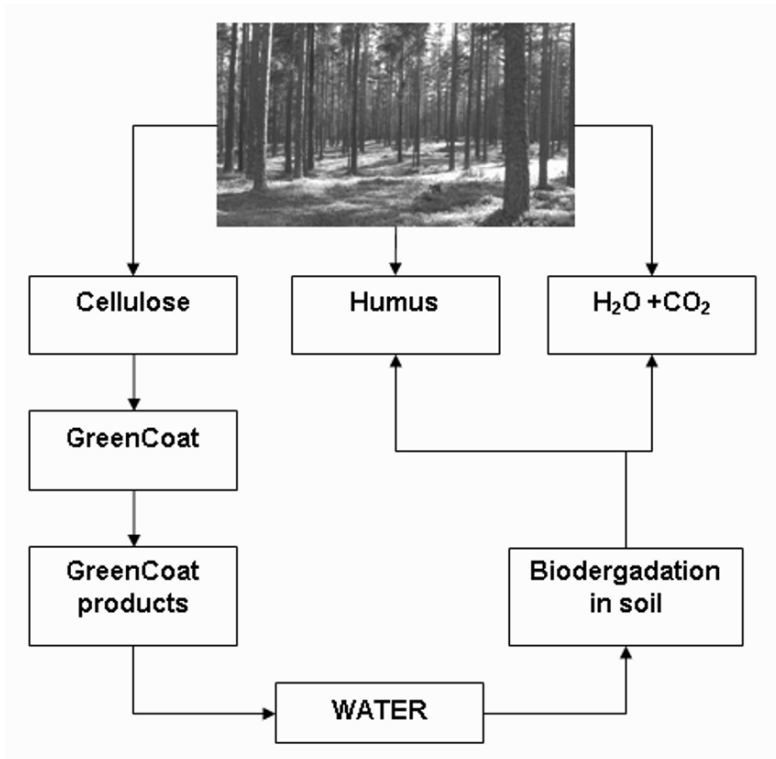 Cellulose
Humus
H₂O +CO₂
GreenCoat
GreenCoat
products
Biodergadation
in soil
WATER